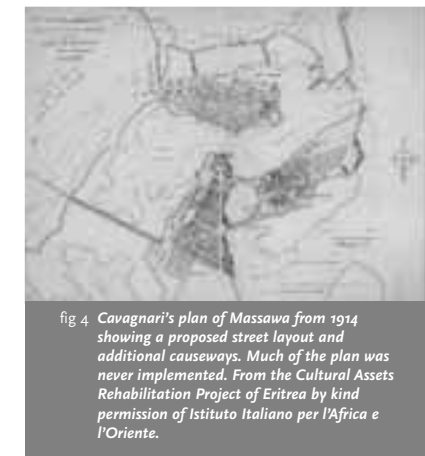 fig 4 Cavagnari's plan of Massawa from 1914
showing a proposed street layout and
additional causeways. Much of the plan was
never implemented. From the Cultural Assets
Rehabilitation Project of Eritrea by kind
permission of Istituto Italiano per l'Africa e
l'Oriente.